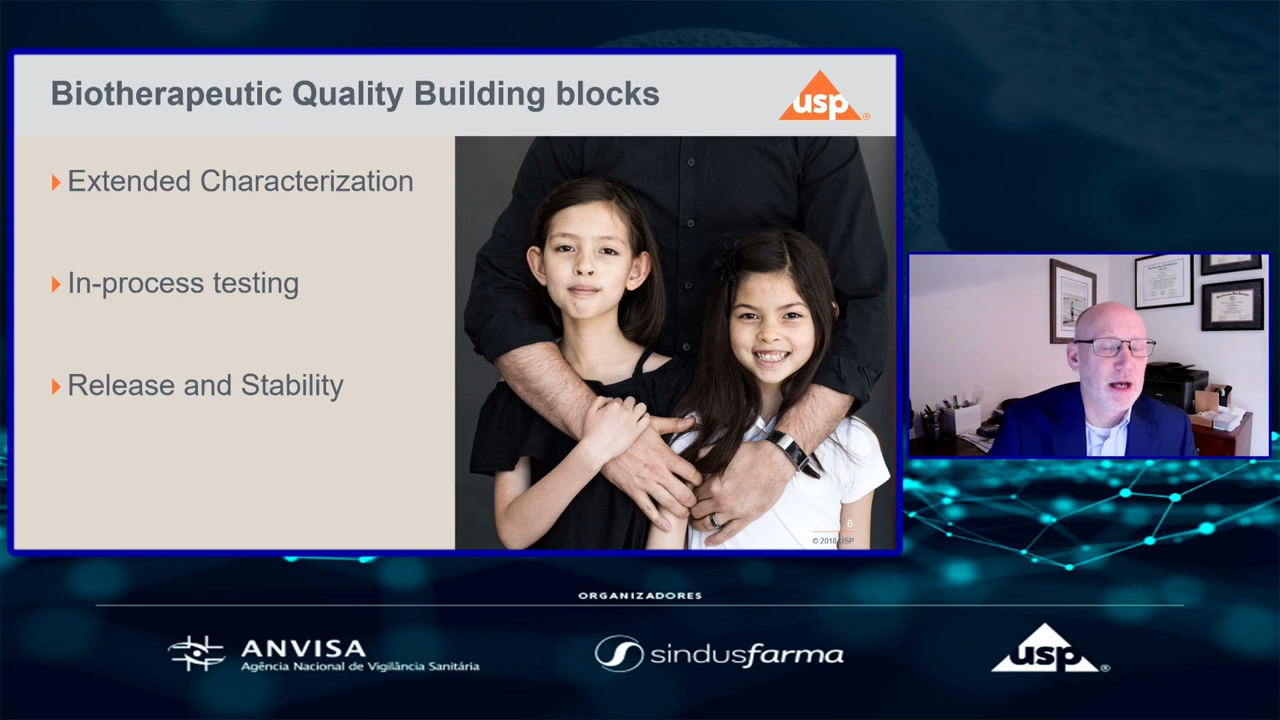 Biotherapeutic Quality Building blocks
usp®
Extended Characterization
In-process testing
Release and Stability
6
© 2018 USP
ORGANIZADORES
ANVISA
Agência Nacional de Vigilância Sanitária
sindusfarma
usp®